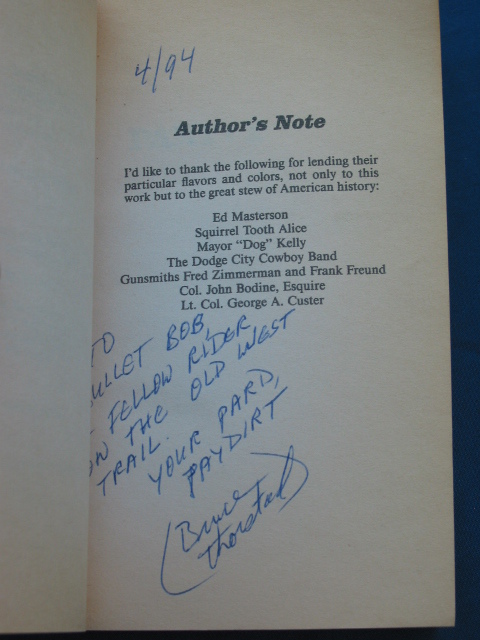 4/94
Author's Note
I'd like to thank the following for lending their
particular flavors and colors, not only to this
work but to the great stew of American history:
Ed Masterson
Squirrel Tooth Alice
Mayor "Dog" Kelly
The Dodge City Cowboy Band
Gunsmiths Fred Zimmerman and Frank Freund
Col. John Bodine, Esquire
Lt. Col. George A. Custer
TO
BULLET BOB,
FELLOW RIDER
ON THE OLD WEST
TRAIL.
YOUR PARD,
PAYDIRT
Bruce
Thorstad